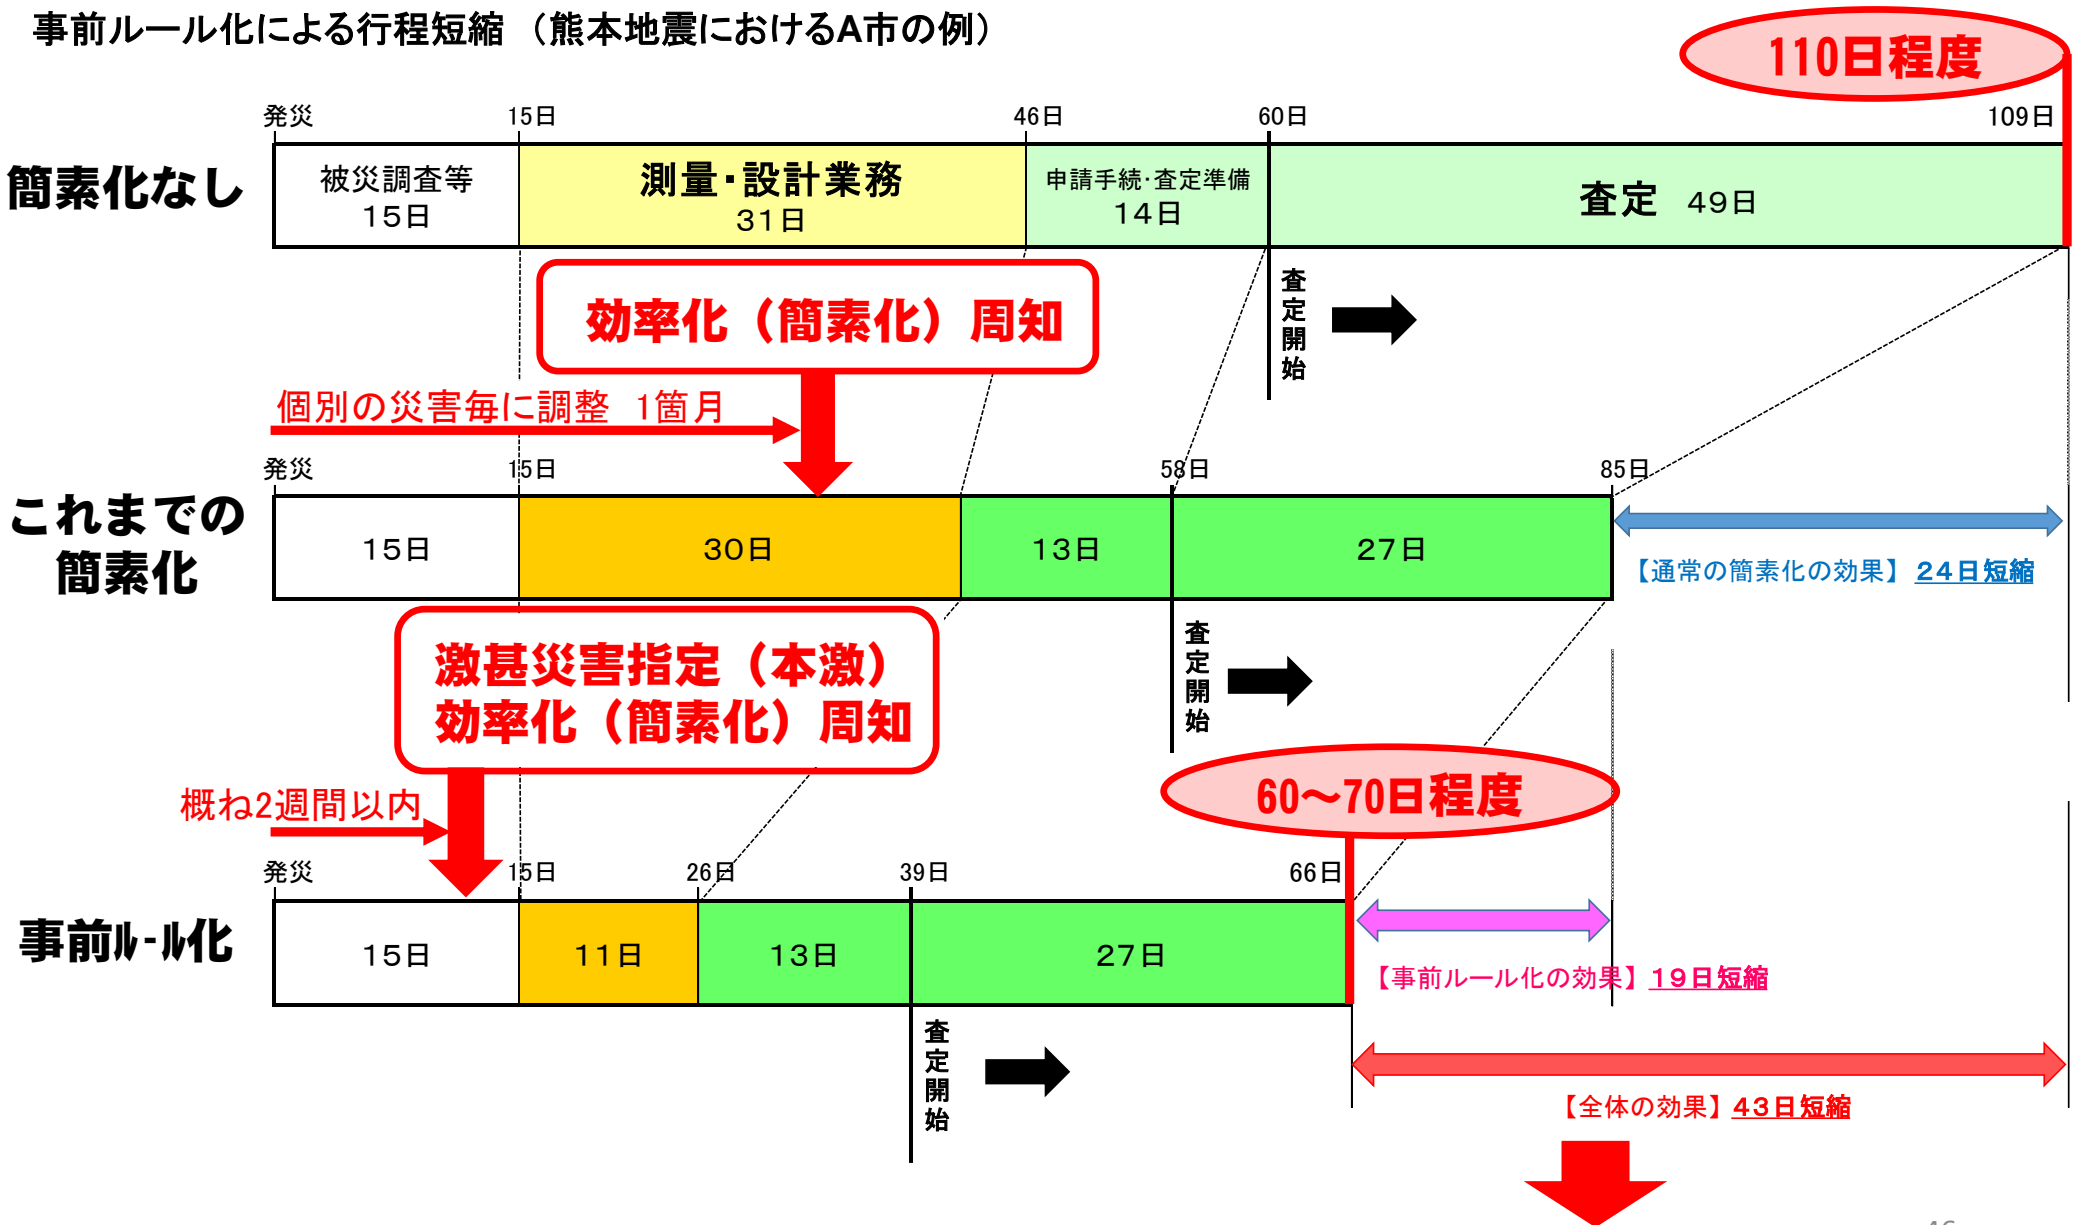 事前ルール化による行程短縮 （熊本地震におけるA市の例）
110日程度
発災
15日
46日
60日
109日
簡素化なし
被災調査等
15日
測量・設計業務
31日
申請手続・査定準備
14日
査定 49日
効率化（簡素化）周知
査定開始
個別の災害毎に調整 1箇月
発災
15日
58日
85日
これまでの
簡素化
15日
30日
13日
27日
【通常の簡素化の効果】 24日短縮
激甚災害指定（本激）
効率化（簡素化）周知
査定開始
60～70日程度
概ね2週間以内
発災
15日
26日
39日
66日
事前ﾙ-ﾙ化
15日
11日
13日
27日
【事前ルール化の効果】 19日短縮
査定開始
【全体の効果】 43日短縮